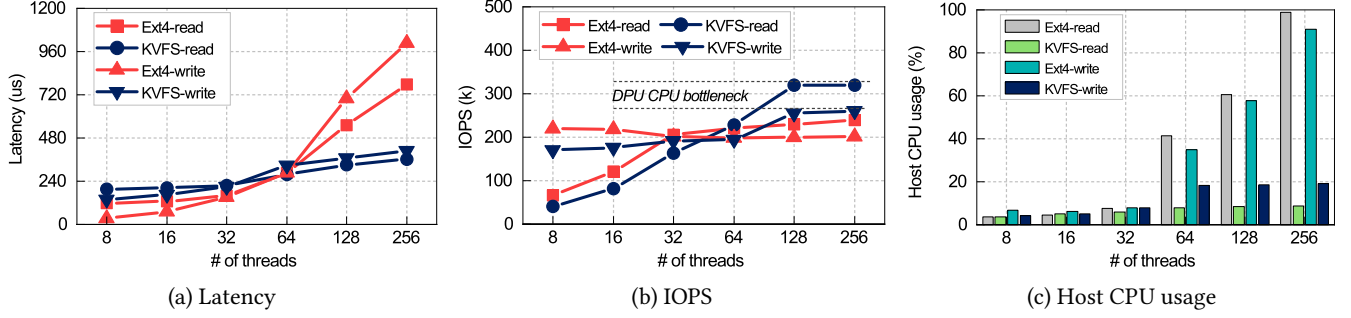 1200
960
720
480
240
0
Latency (us)
Ext4-read
KVFS-read
Ext4-write
KVFS-write
8 16 32 64 128 256
# of threads
(a) Latency
500
400
300
200
100
0
IOPS (k)
Ext4-read KVFS-read
Ext4-write KVFS-write
DPU CPU bottleneck
8 16 32 64 128 256
# of threads
(b) IOPS
100
80
60
40
20
0
Host CPU usage (%)
Ext4-read
KVFS-read
Ext4-write
KVFS-write
8 16 32 64 128 256
# of threads
(c) Host CPU usage